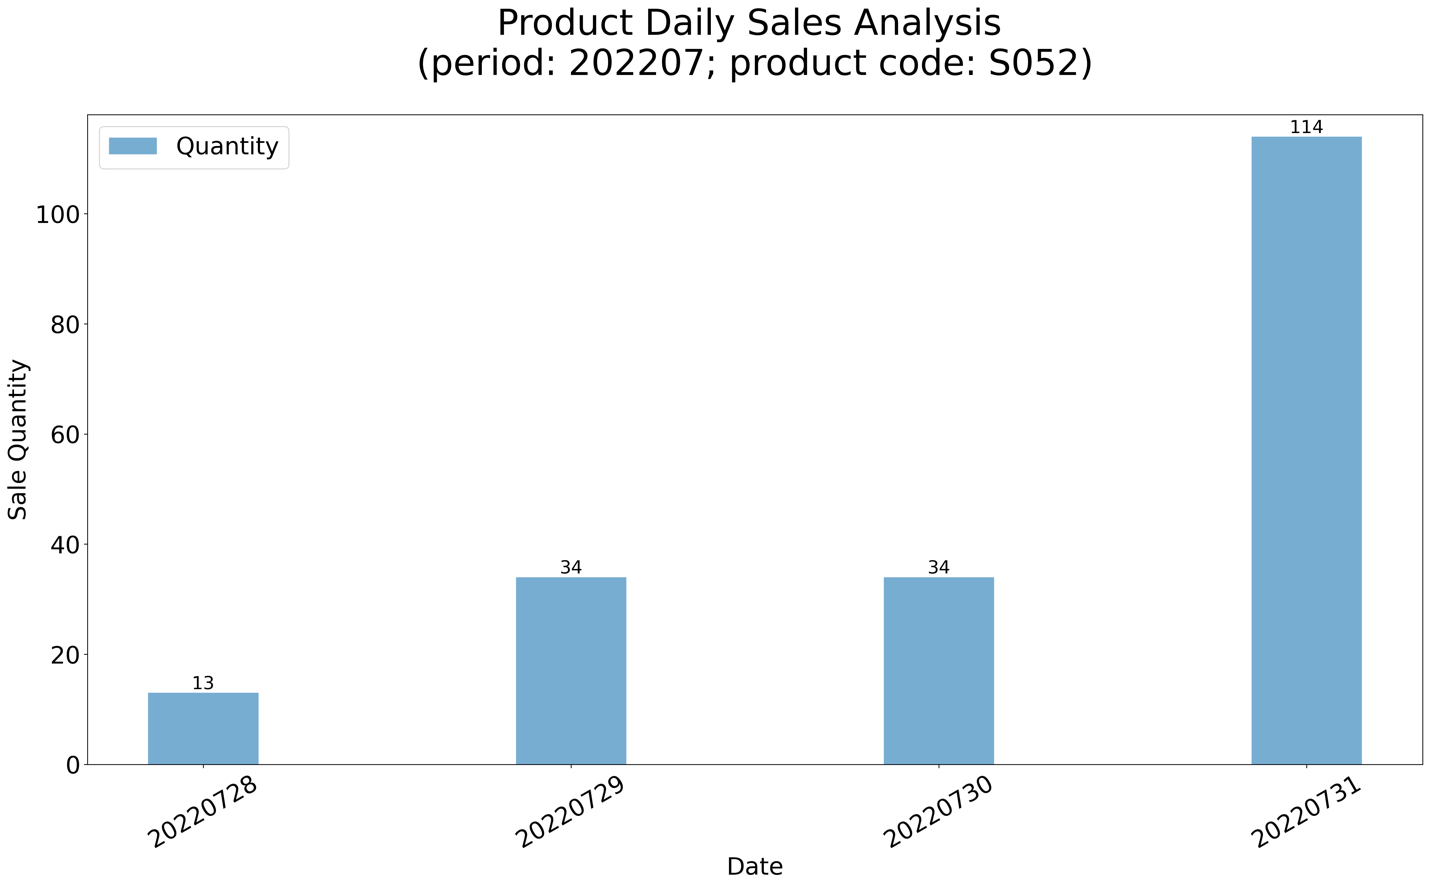 Product Daily Sales Analysis
(period: 202207; product code: S052)
Quantity
114
100
80
60
40
20
0
Sale Quantity
13
34
34
20220728
20220729
20220730
20220731
Date